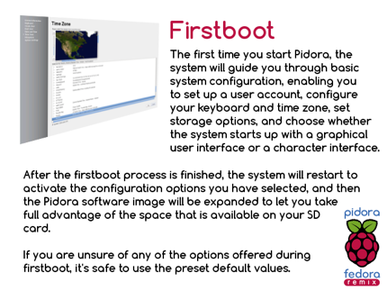 Time Zone
Firstboot
The first time you start Pidora, the
system will guide you through basic
system configuration, enabling you
to set up a user account, configure
your keyboard and time zone, set
storage options, and choose whether
the system starts up with a graphical
user interface or a character interface.
After the firstboot process is finished, the system will restart to
activate the configuration options you have selected, and then
the Pidora software image will be expanded to let you take
full advantage of the space that is available on your SD
card.
If you are unsure of any of the options offered during
firstboot, it's safe to use the preset default values.
pidora
fedora
remix